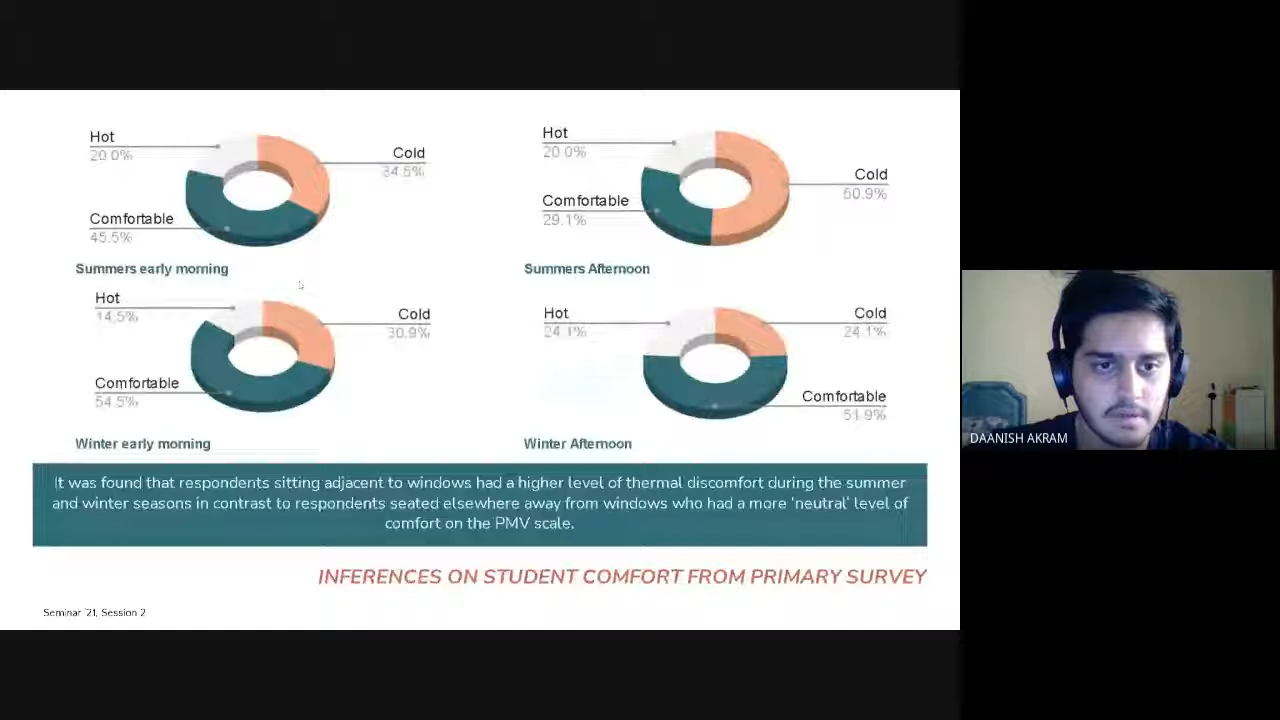 Hot
20.0%
Cold
34.5%
Comfortable
45.5%
Summers early morning
Hot
20.0%
Cold
50.9%
Comfortable
29.1%
Summers Afternoon
Hot
14.5%
Cold
30.9%
Comfortable
54.5%
Winter early morning
Hot
24.1%
Cold
24.1%
Comfortable
51.9%
Winter Afternoon
It was found that respondents sitting adjacent to windows had a higher level of thermal discomfort during the summer
and winter seasons in contrast to respondents seated elsewhere away from windows who had a more 'neutral' level of
comfort on the PMV scale.
INFERENCES ON STUDENT COMFORT FROM PRIMARY SURVEY
Seminar '21, Session 2
DAANISH AKRAM